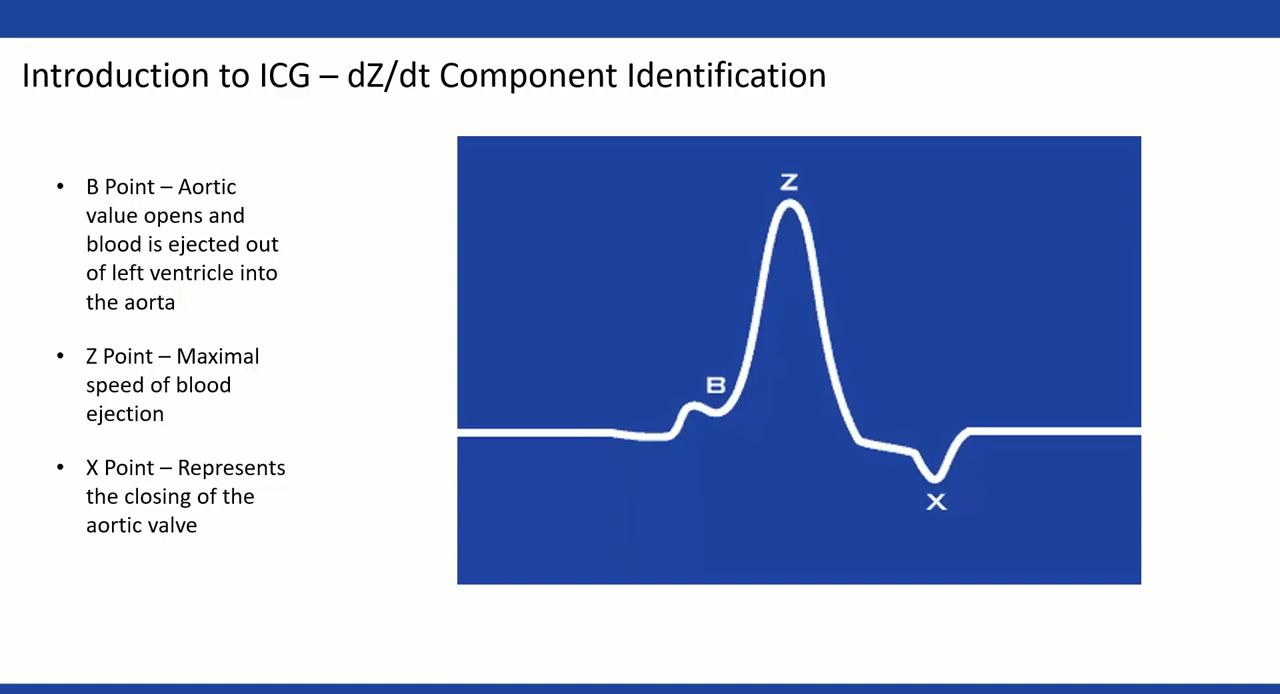 Introduction to ICG – dZ/dt Component Identification
• B Point – Aortic
value opens and
blood is ejected out
of left ventricle into
the aorta
• Z Point – Maximal
speed of blood
ejection
• X Point – Represents
the closing of the
aortic valve
Z
B
X